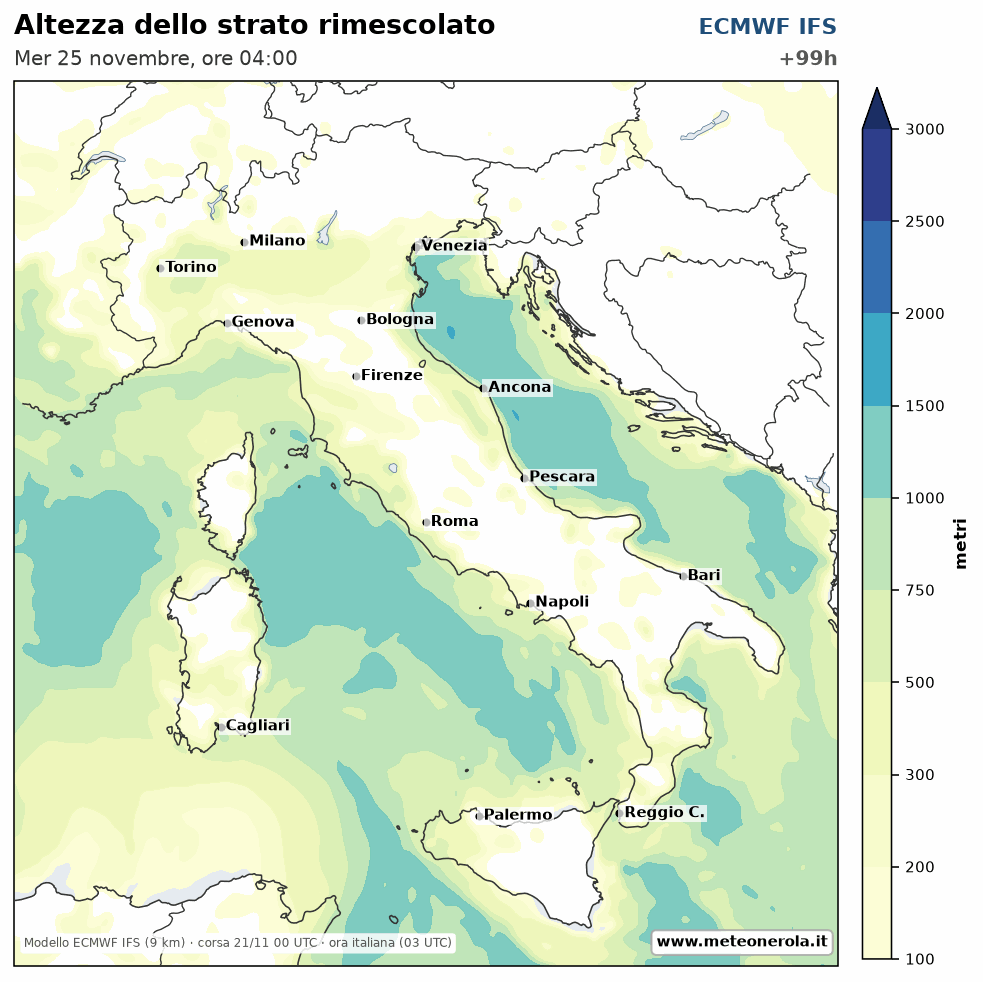 Altezza dello strato rimescolato
ECMWF IFS
Mer 25 novembre, ore 04:00
+99h
3000
2500
2000
1500
1000
750
500
300
200
100
metri
Milano
Venezia
Torino
Genova
Bologna
Firenze
Ancona
Pescara
Roma
Bari
Napoli
Cagliari
Palermo
Reggio C.
Modello ECMWF IFS (9 km) · corsa 21/11 00 UTC · ora italiana (03 UTC)
www.meteonerola.it